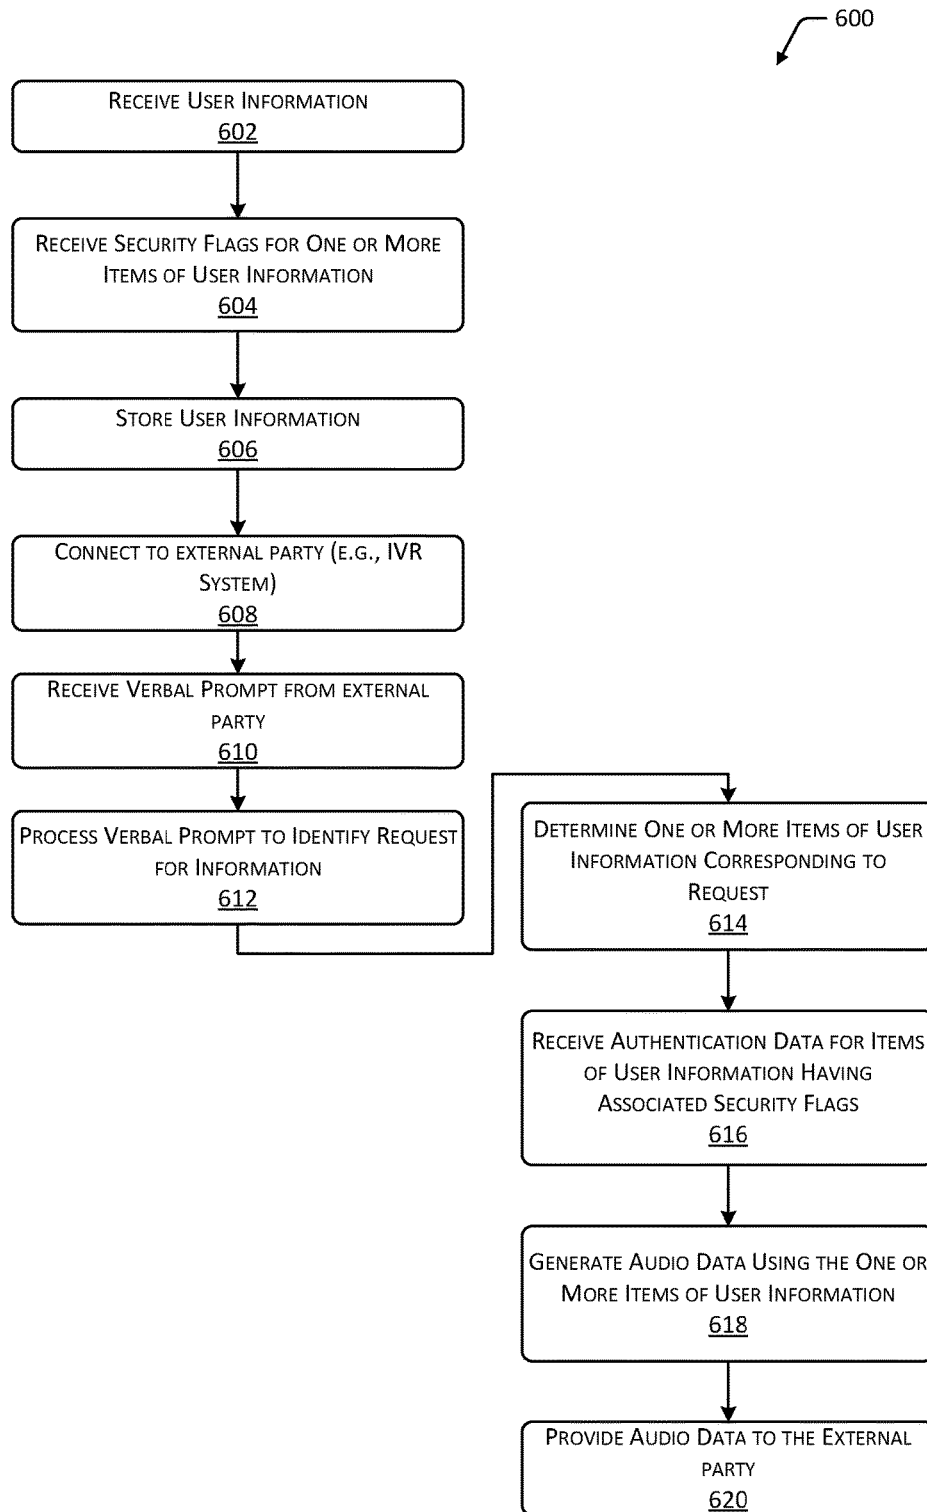 600
RECEIVE USER INFORMATION
602
RECEIVE SECURITY FLAGS FOR ONE OR MORE
ITEMS OF USER INFORMATION
604
STORE USER INFORMATION
606
CONNECT TO EXTERNAL PARTY (E.G., IVR
SYSTEM)
608
RECEIVE VERBAL PROMPT FROM EXTERNAL
PARTY
610
PROCESS VERBAL PROMPT TO IDENTIFY REQUEST
FOR INFORMATION
612
DETERMINE ONE OR MORE ITEMS OF USER
INFORMATION CORRESPONDING TO
REQUEST
614
RECEIVE AUTHENTICATION DATA FOR ITEMS
OF USER INFORMATION HAVING
ASSOCIATED SECURITY FLAGS
616
GENERATE AUDIO DATA USING THE ONE OR
MORE ITEMS OF USER INFORMATION
618
PROVIDE AUDIO DATA TO THE EXTERNAL
PARTY
620